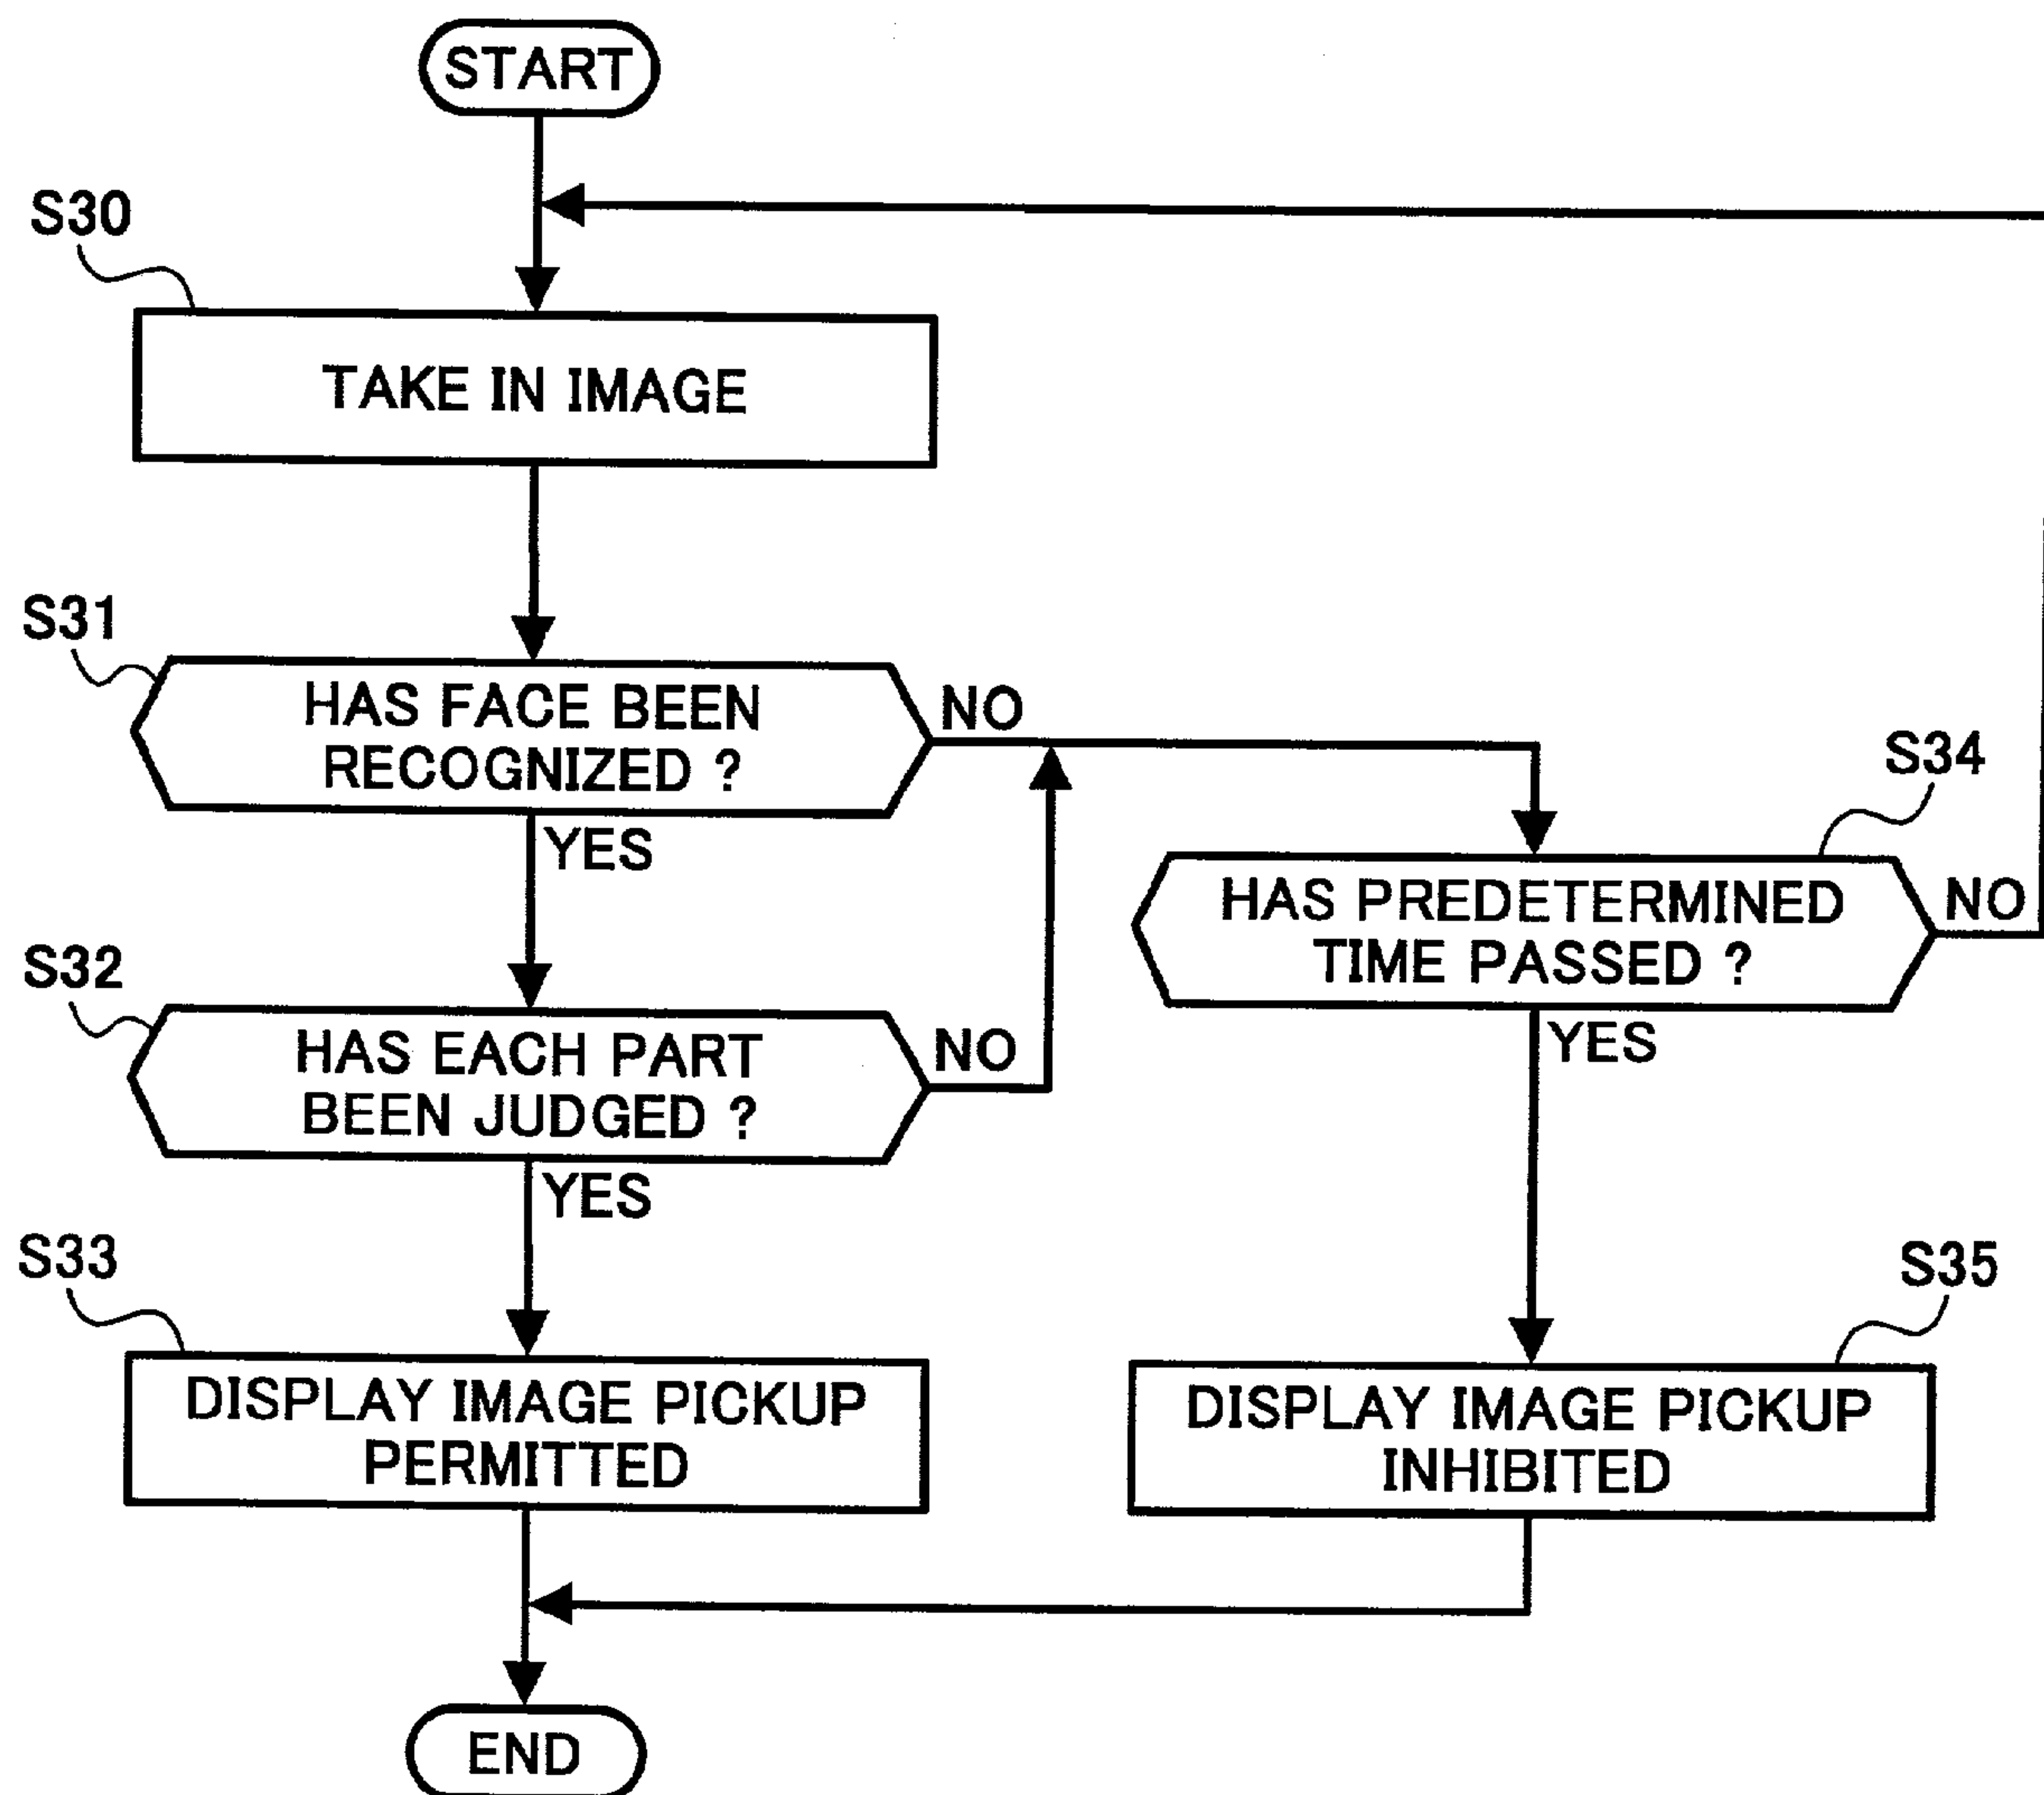 START
S30
TAKE IN IMAGE
S31
HAS FACE BEEN
RECOGNIZED ?
NO
YES
S34
HAS PREDETERMINED
TIME PASSED ?
NO
YES
S32
HAS EACH PART
BEEN JUDGED ?
NO
YES
S33
DISPLAY IMAGE PICKUP
PERMITTED
S35
DISPLAY IMAGE PICKUP
INHIBITED
END